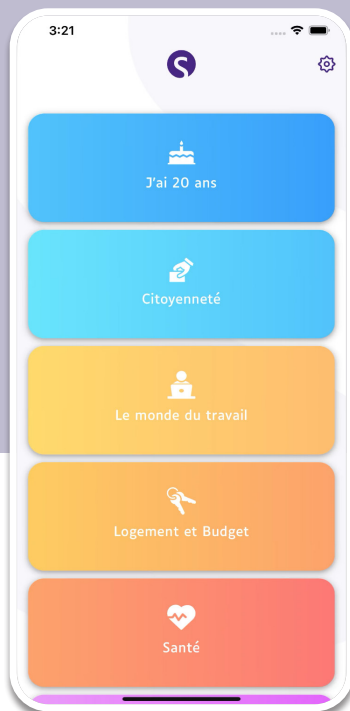 3:21
J'ai 20 ans
Citoyenneté
Le monde du travail
Logement et Budget
Santé